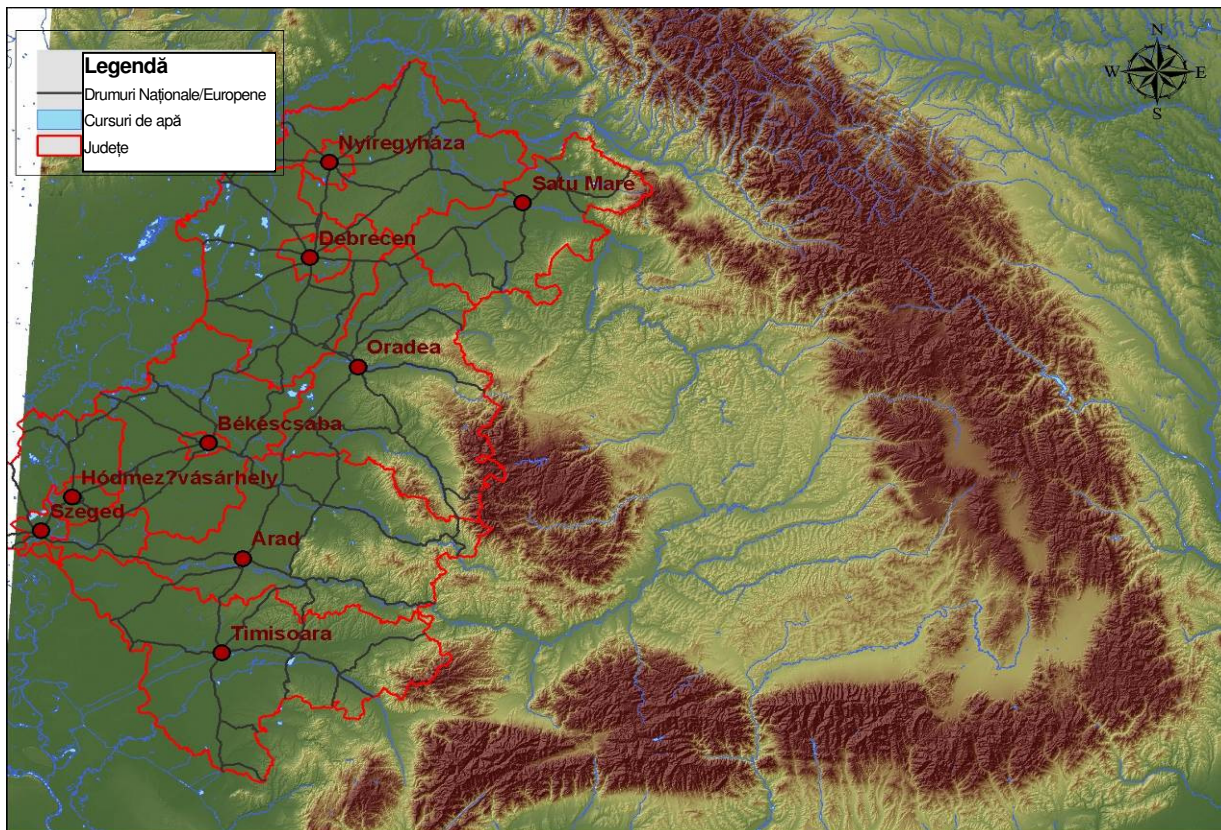 Legendă
Drumuri Naționale/Europene
Cursuri de apă
Județe
N
W E
S
Nyíregyháza
Satu Mare
Debrecen
Oradea
Békéscsaba
Hódmez?vásárhely
Szeged
Arad
Timisoara